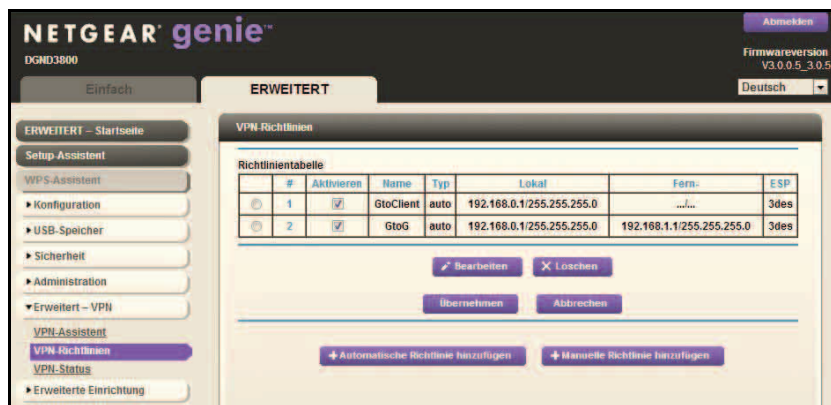 NETGEAR® genie™
Abmelden
DGND3800
Firmwareversion
V3.0.0.5_3.0.5
Einfach
ERWEITERT
Deutsch
ERWEITERT – Startseite
Setup-Assistent
WPS-Assistent
Konfiguration
USB-Speicher
Sicherheit
Administration
Erweitert – VPN
VPN-Assistent
VPN-Richtlinien
VPN-Status
Erweiterte Einrichtung
VPN-Richtlinien
Richtlinientabelle
# Aktivieren Name Typ Lokal Fern- ESP
1 GtoClient auto 192.168.0.1/255.255.255.0 .../... 3des
2 GtoG auto 192.168.0.1/255.255.255.0 192.168.1.1/255.255.255.0 3des
Bearbeiten Löschen
Übernehmen Abbrechen
+ Automatische Richtlinie hinzufügen + Manuelle Richtlinie hinzufügen